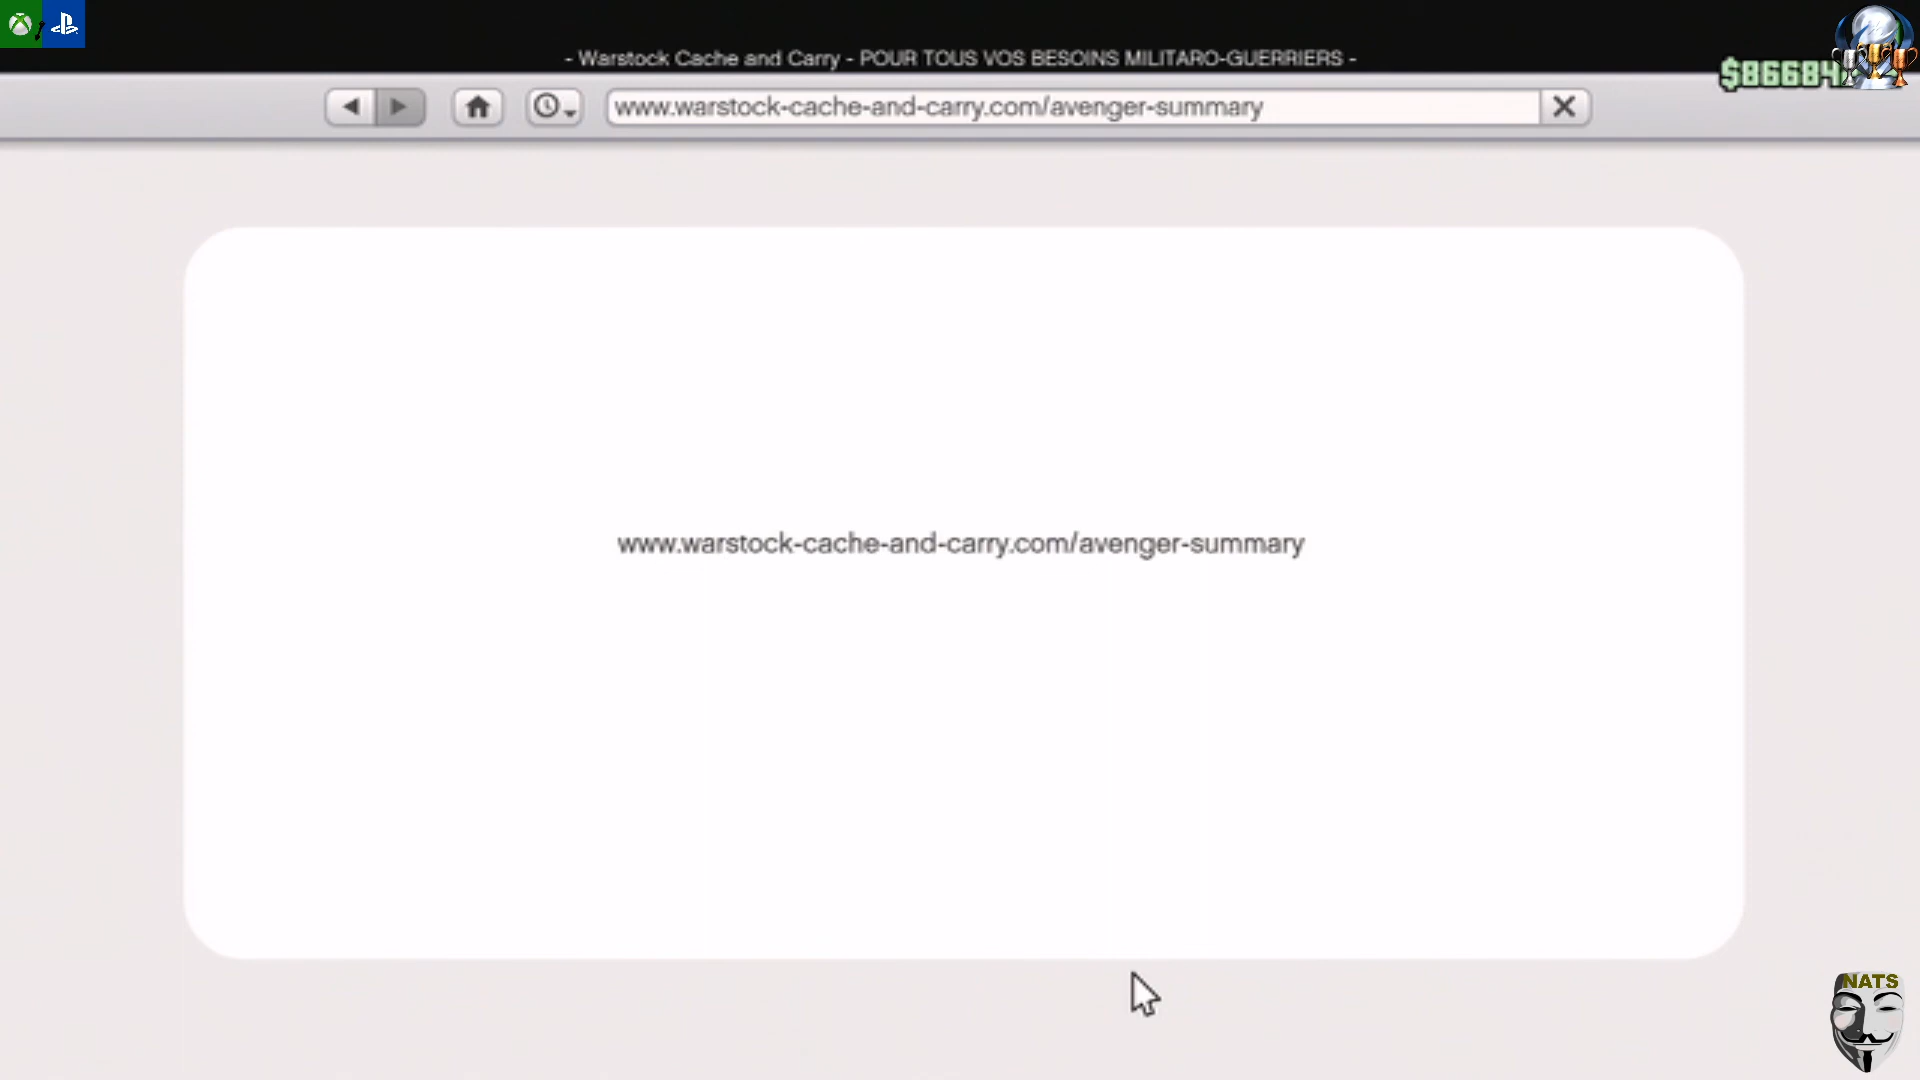 - Warstock Cache and Carry - POUR TOUS VOS BESOINS MILITARO-GUERRIERS -
www.warstock-cache-and-carry.com/avenger-summary
www.warstock-cache-and-carry.com/avenger-summary
NATS